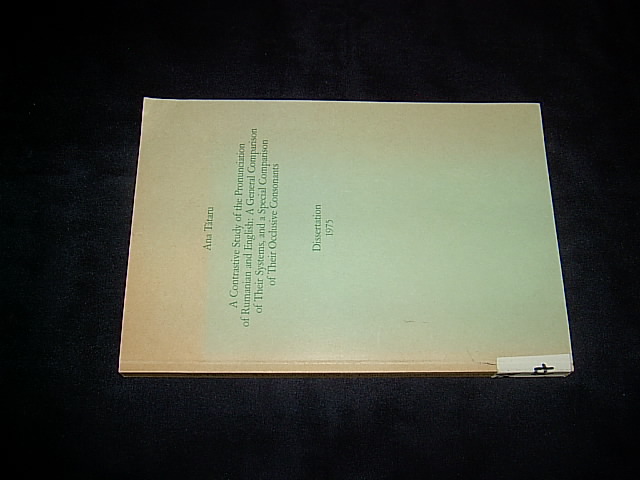 Ana Tătaru
A Contrastive Study of the Pronunciation
of Rumanian and English: A General Comparison
of Their Systems, and a Special Comparison
of Their Occlusive Consonants
Dissertation
1975